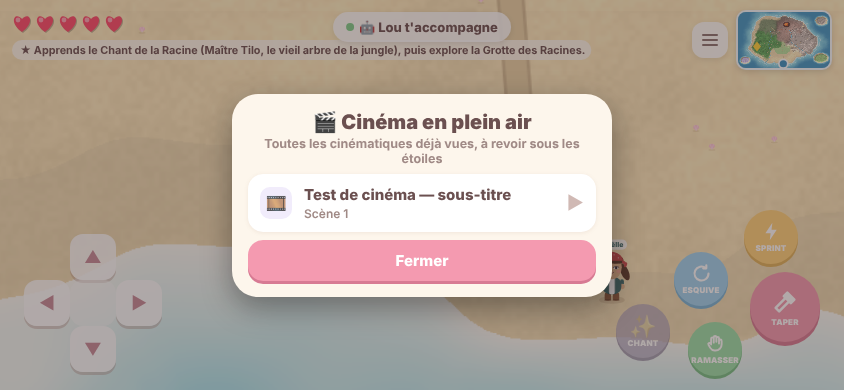 🤖 Lou t'accompagne
★ Apprends le Chant de la Racine (Maître Tilo, le vieil arbre de la jungle), puis explore la Grotte des Racines.
🎬 Cinéma en plein air
Toutes les cinématiques déjà vues, à revoir sous les
étoiles
Test de cinéma — sous-titre
Scène 1
Fermer
SPRINT
ESQUIVE
TAPER
CHANT
RAMASSER